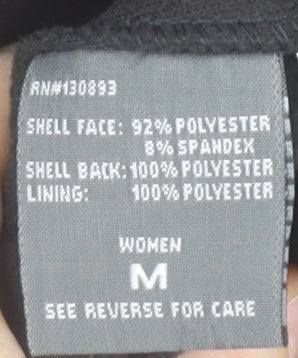 RN#130893
SHELL FACE: 92% POLYESTER
8% SPANDEX
SHELL BACK: 100% POLYESTER
LINING: 100% POLYESTER
WOMEN
M
SEE REVERSE FOR CARE